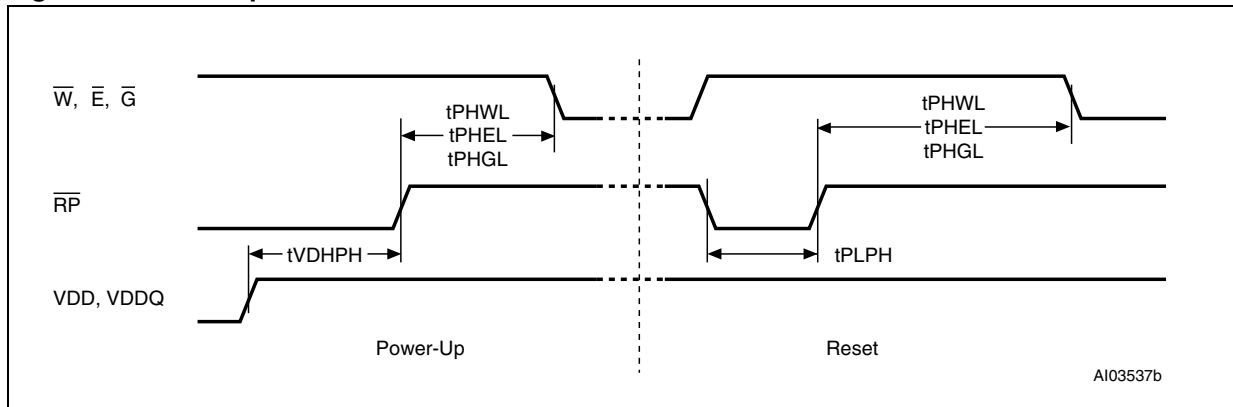 W, E, G
tPHWL
tPHEL
tPHGL
tPHWL
tPHEL
tPHGL
RP
tVDHPH
tPLPH
VDD, VDDQ
Power-Up
Reset
AI03537b